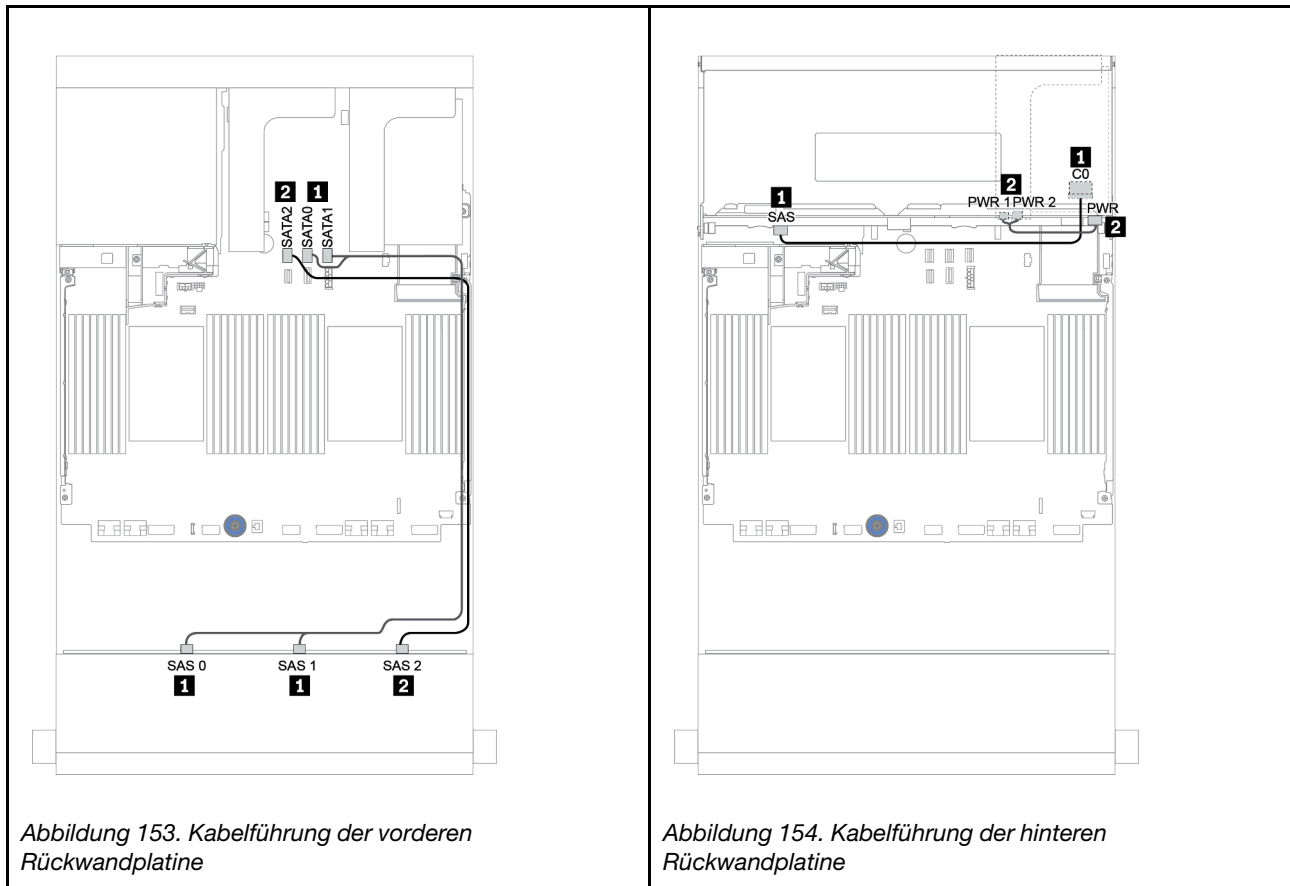 2 1
SATA2 SATA0 SATA1
SAS 0 SAS 1 SAS 2
1 1 2
Abbildung 153. Kabelführung der vorderen
Rückwandplatine
1
C0
1 2
PWR 1 PWR 2
SAS PWR
2
Abbildung 154. Kabelführung der hinteren
Rückwandplatine